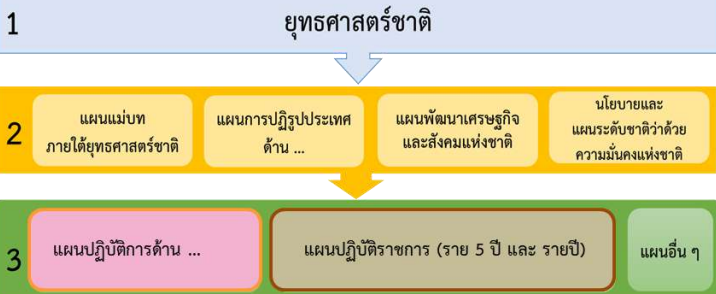 1
ยุทธศาสตร์ชาติ
2
แผนแม่บท
ภายใต้ยุทธศาสตร์ชาติ
แผนการปฏิรูปประเทศ
ด้าน ...
แผนพัฒนาเศรษฐกิจ
และสังคมแห่งชาติ
นโยบายและ
แผนระดับชาติว่าด้วย
ความมั่นคงแห่งชาติ
3
แผนปฏิบัติการด้าน ...
แผนปฏิบัติราชการ (ราย 5 ปี และ รายปี)
แผนอื่น ๆ